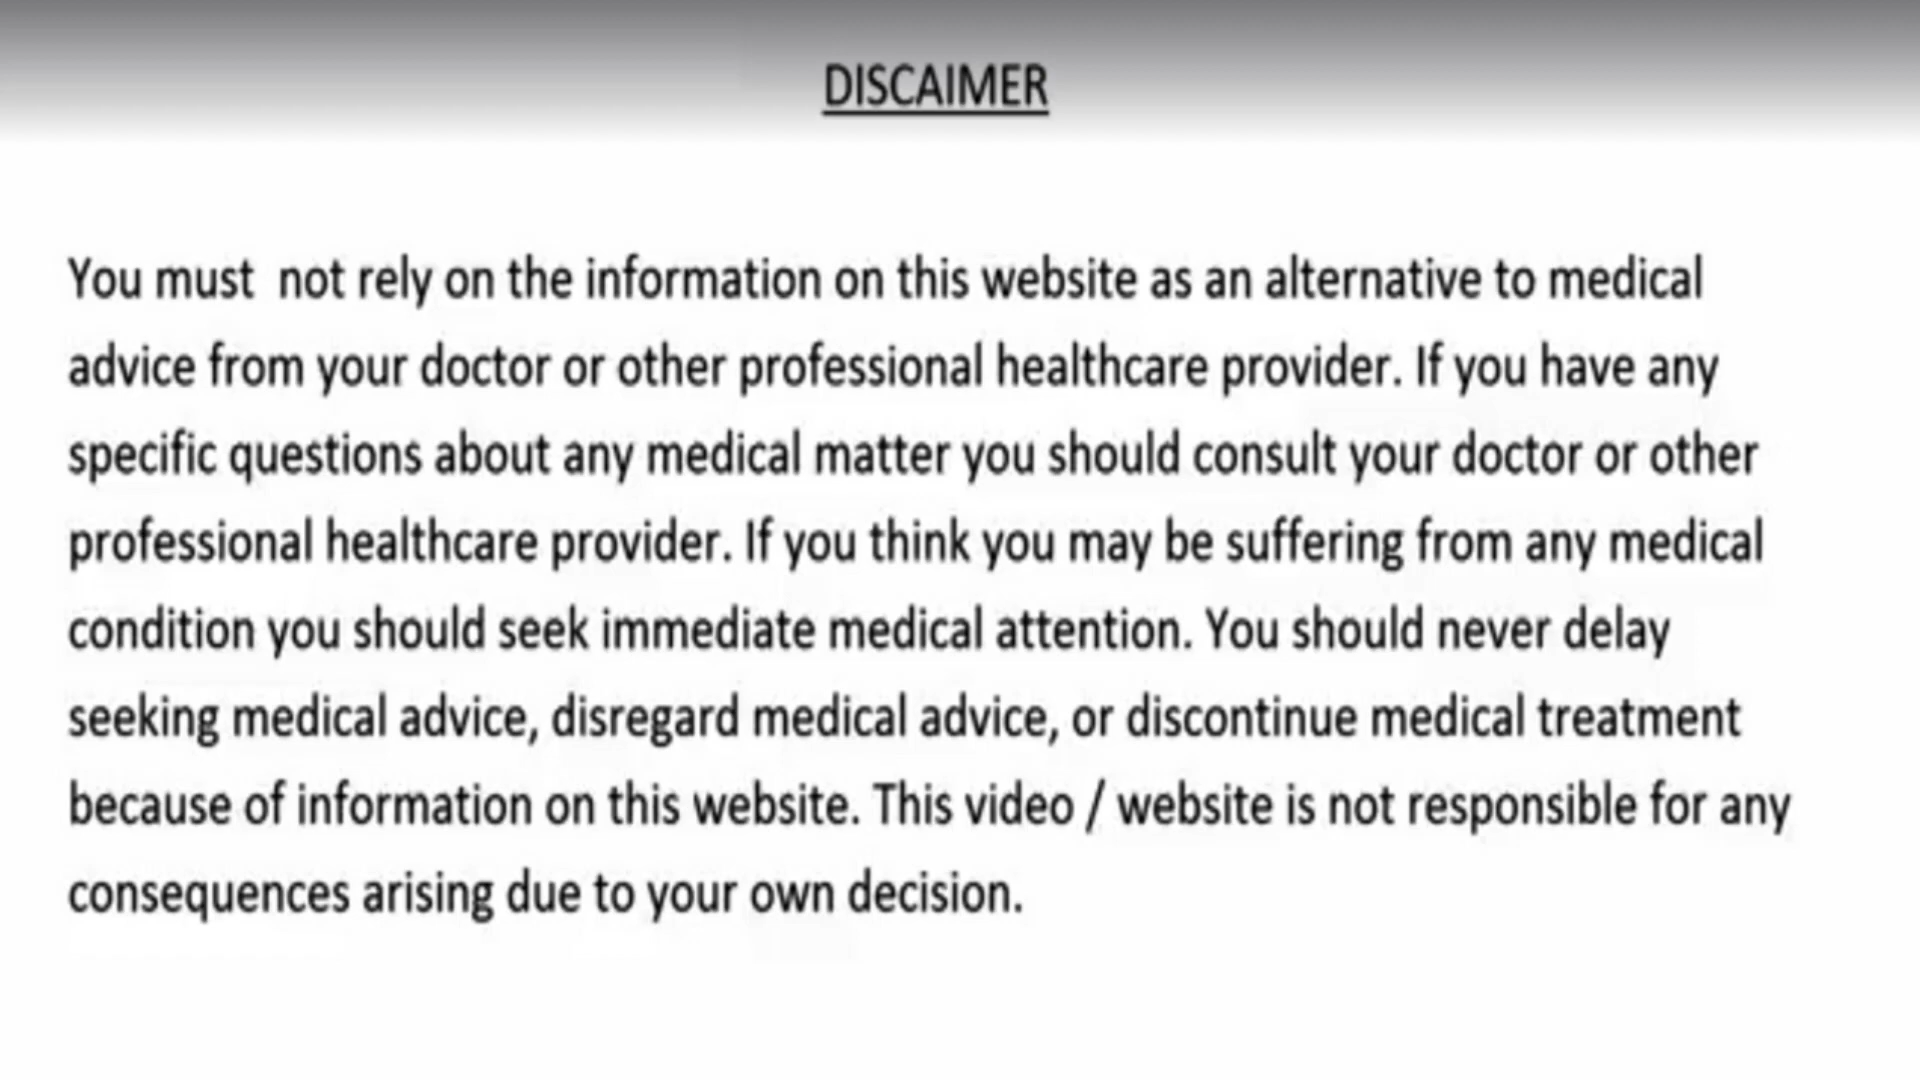 DISCAIMER
You must  not rely on the information on this website as an alternative to medical
advice from your doctor or other professional healthcare provider. If you have any
specific questions about any medical matter you should consult your doctor or other
professional healthcare provider. If you think you may be suffering from any medical
condition you should seek immediate medical attention. You should never delay
seeking medical advice, disregard medical advice, or discontinue medical treatment
because of information on this website. This video / website is not responsible for any
consequences arising due to your own decision.